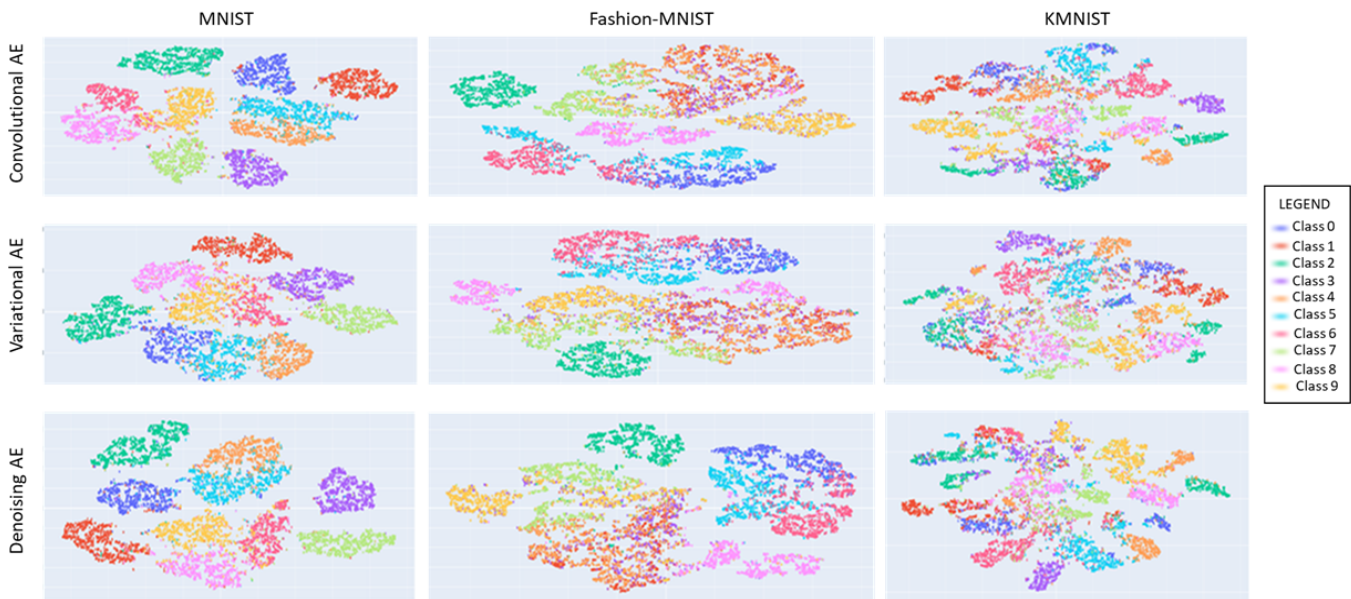 MNIST
Fashion-MNIST
KMNIST
Convolutional AE
Variational AE
Denoising AE
LEGEND
Class 0
Class 1
Class 2
Class 3
Class 4
Class 5
Class 6
Class 7
Class 8
Class 9